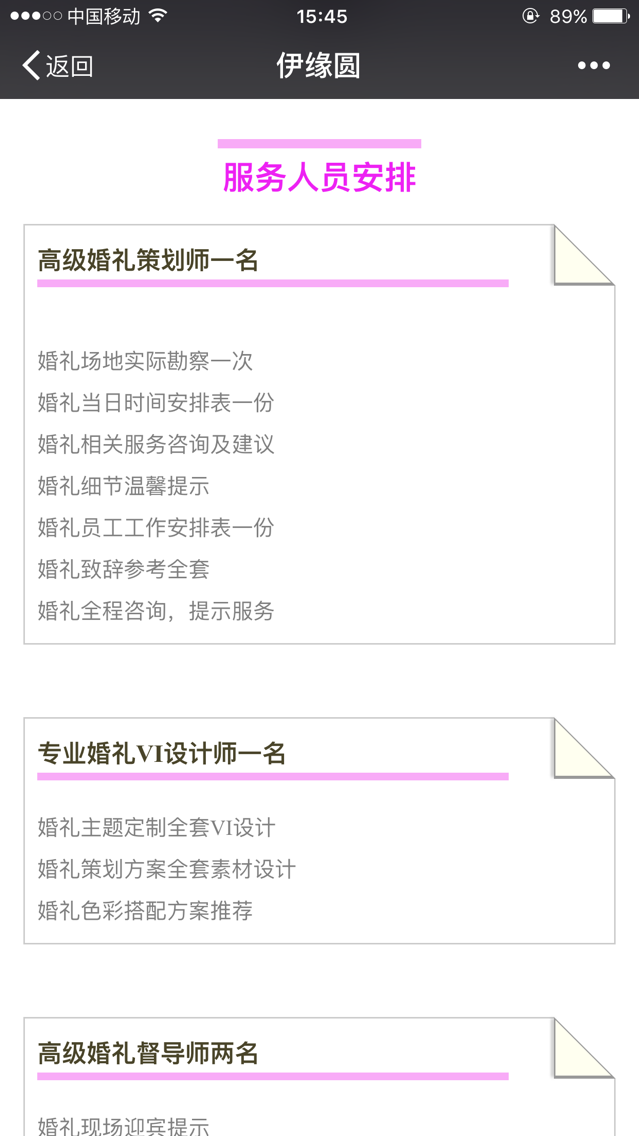 中国移动 15:45 89%
返回 伊缘圆
服务人员安排
高级婚礼策划师一名
婚礼场地实际勘察一次
婚礼当日时间安排表一份
婚礼相关服务咨询及建议
婚礼细节温馨提示
婚礼员工工作安排表一份
婚礼致辞参考全套
婚礼全程咨询，提示服务
专业婚礼VI设计师一名
婚礼主题定制全套VI设计
婚礼策划方案全套素材设计
婚礼色彩搭配方案推荐
高级婚礼督导师两名
婚礼现场迎宾提示